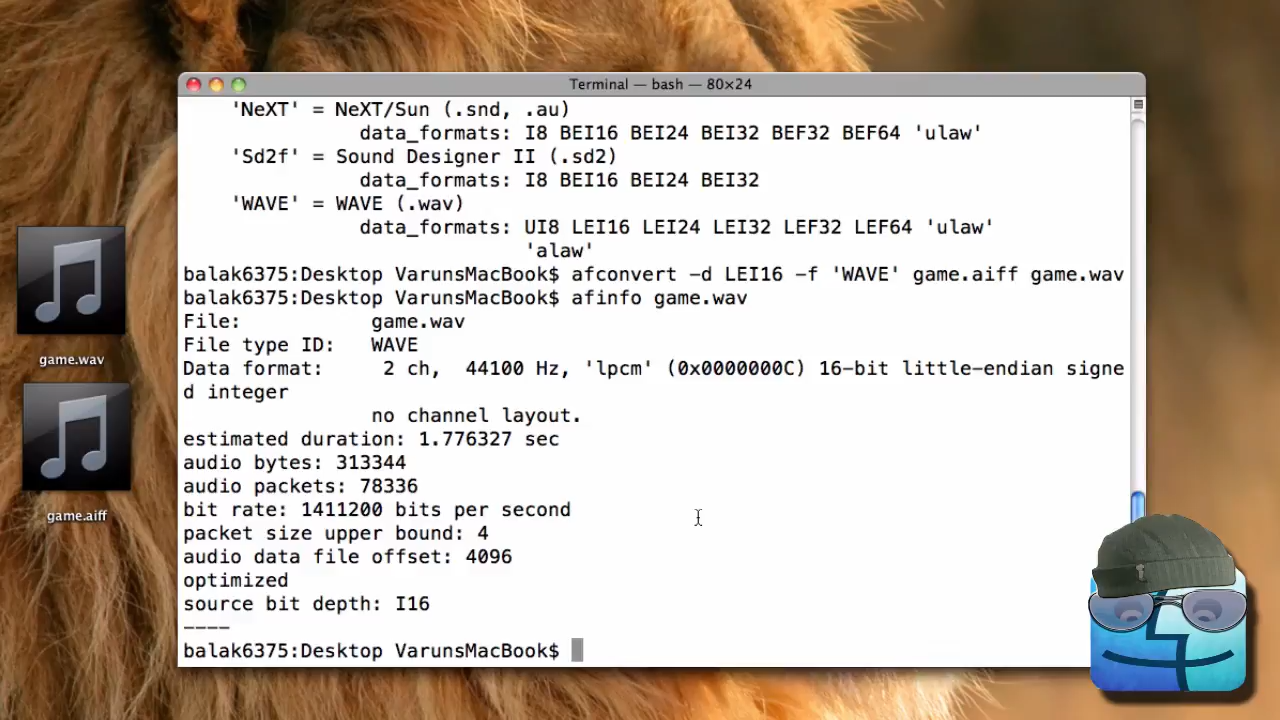 Terminal — bash — 80×24
'NeXT' = NeXT/Sun (.snd, .au)
data_formats: I8 BEI16 BEI24 BEI32 BEF32 BEF64 'ulaw'
'Sd2f' = Sound Designer II (.sd2)
data_formats: I8 BEI16 BEI24 BEI32
'WAVE' = WAVE (.wav)
data_formats: UI8 LEI16 LEI24 LEI32 LEF32 LEF64 'ulaw'
'alaw'
balak6375:Desktop VarunsMacBook$ afconvert -d LEI16 -f 'WAVE' game.aiff game.wav
balak6375:Desktop VarunsMacBook$ afinfo game.wav
File: game.wav
File type ID: WAVE
Data format: 2 ch, 44100 Hz, 'lpcm' (0x0000000C) 16-bit little-endian signe
d integer
no channel layout.
estimated duration: 1.776327 sec
audio bytes: 313344
audio packets: 78336
bit rate: 1411200 bits per second
packet size upper bound: 4
audio data file offset: 4096
optimized
source bit depth: I16
----
balak6375:Desktop VarunsMacBook$
game.wav
game.aiff